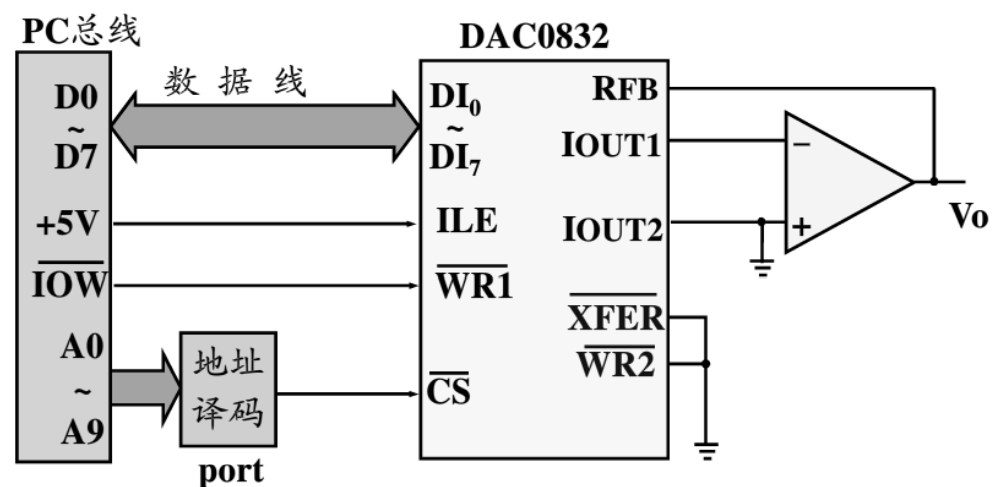 PC总线
DAC0832
数 据 线
D0
~
D7
DI0
~
DI7
RFB
IOUT1
−
+5V
ILE
IOUT2
+
Vo
IOW
WR1
XFER
A0
~
A9
地址
译码
CS
WR2
port